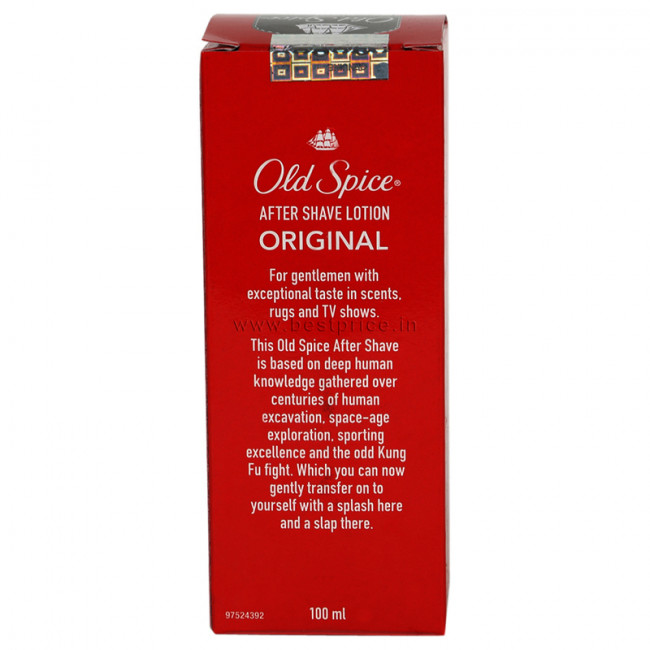 Old Spice
Old Spice®
AFTER SHAVE LOTION
ORIGINAL
For gentlemen with
exceptional taste in scents,
rugs and TV shows.
www.bestprice.in
This Old Spice After Shave
is based on deep human
knowledge gathered over
centuries of human
excavation, space-age
exploration, sporting
excellence and the odd Kung
Fu fight. Which you can now
gently transfer on to
yourself with a splash here
and a slap there.
97524392
100 ml